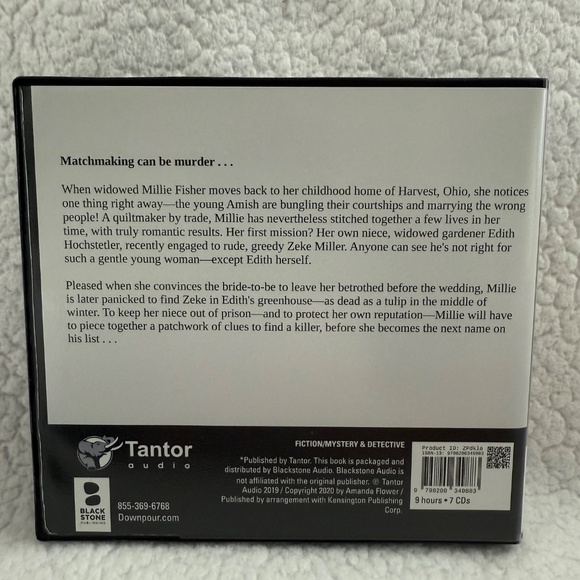 Matchmaking can be murder . . .
When widowed Millie Fisher moves back to her childhood home of Harvest, Ohio, she notices
one thing right away—the young Amish are bungling their courtships and marrying the wrong
people! A quiltmaker by trade, Millie has nevertheless stitched together a few lives in her
time, with truly romantic results. Her first mission? Her own niece, widowed gardener Edith
Hochstetler, recently engaged to rude, greedy Zeke Miller. Anyone can see he's not right for
such a gentle young woman—except Edith herself.
Pleased when she convinces the bride-to-be to leave her betrothed before the wedding, Millie
is later panicked to find Zeke in Edith's greenhouse—as dead as a tulip in the middle of
winter. To keep her niece out of prison—and to protect her own reputation—Millie will have
to piece together a patchwork of clues to find a killer, before she becomes the next name on
his list . . .
Tantor
audio
BLACK
STONE
PUBLISHING
855-369-6768
Downpour.com
FICTION/MYSTERY & DETECTIVE
*Published by Tantor. This book is packaged and
distributed by Blackstone Audio. Blackstone Audio is
not affiliated with the original publisher. ℗ Tantor
Audio 2019 / Copyright 2020 by Amanda Flower /
Published by arrangement with Kensington Publishing
Corp.
Product ID:
ISBN-13:
9 798200 340883
9 hours • 7 CDs